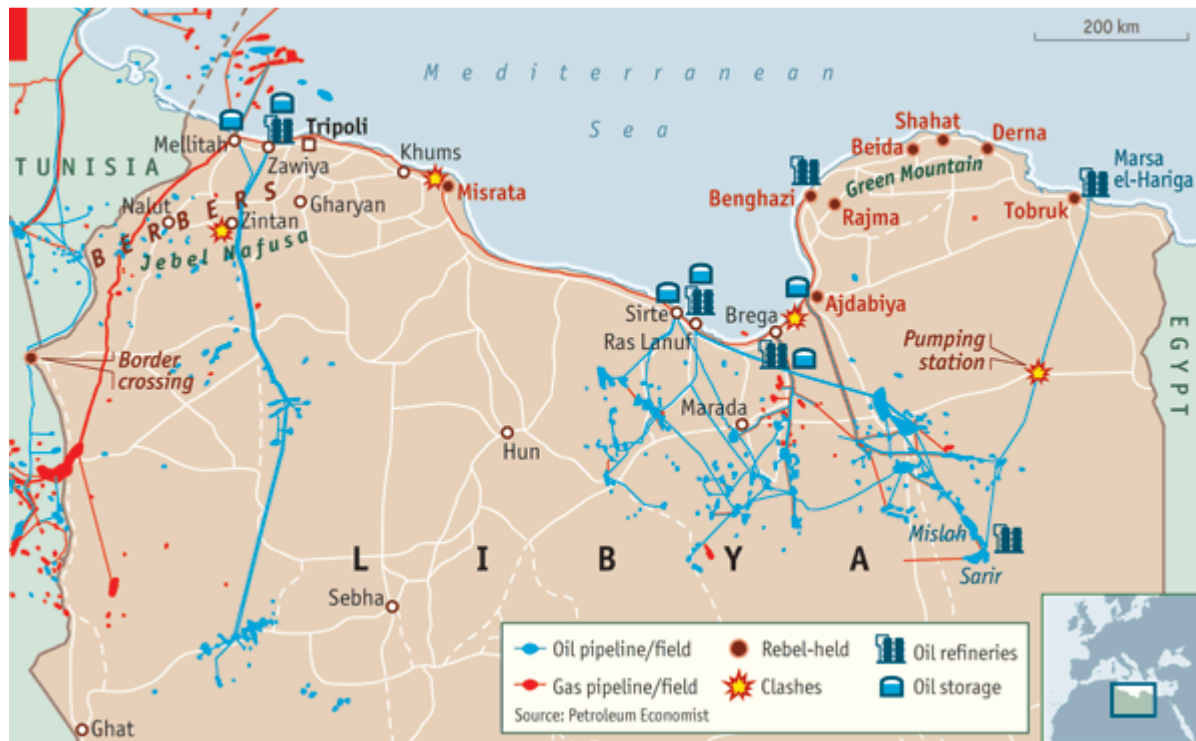 200 km
Mediterranean
Sea
TUNISIA
Mellitah
Zawiya
Tripoli
Khums
Misrata
BERBERS
Nalut
Zintan
Gharyan
Jebel Nafusa
Border
crossing
Shahat
Beida
Derna
Green Mountain
Benghazi
Rajma
Marsa
el-Hariga
Tobruk
Sirte
Ras Lanuf
Brega
Ajdabiya
Pumping
station
EGYPT
Marada
Hun
LIBYA
Mislah
Sarir
Sebha
Ghat
Oil pipeline/field
Rebel-held
Oil refineries
Gas pipeline/field
Clashes
Oil storage
Source: Petroleum Economist